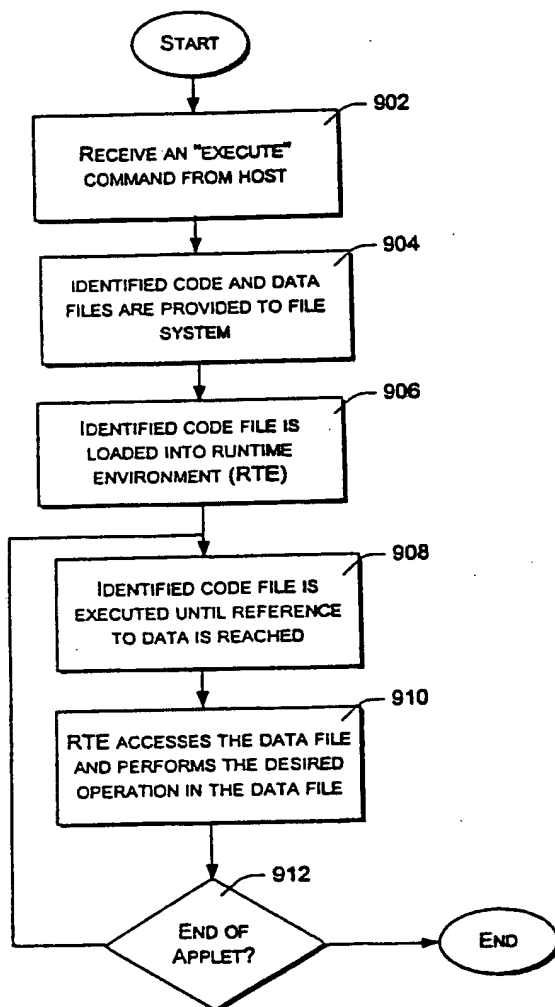 START
902
RECEIVE AN "EXECUTE"
COMMAND FROM HOST
904
IDENTIFIED CODE AND DATA
FILES ARE PROVIDED TO FILE
SYSTEM
906
IDENTIFIED CODE FILE IS
LOADED INTO RUNTIME
ENVIRONMENT (RTE)
908
IDENTIFIED CODE FILE IS
EXECUTED UNTIL REFERENCE
TO DATA IS REACHED
910
RTE ACCESSES THE DATA FILE
AND PERFORMS THE DESIRED
OPERATION IN THE DATA FILE
912
END OF
APPLET?
END